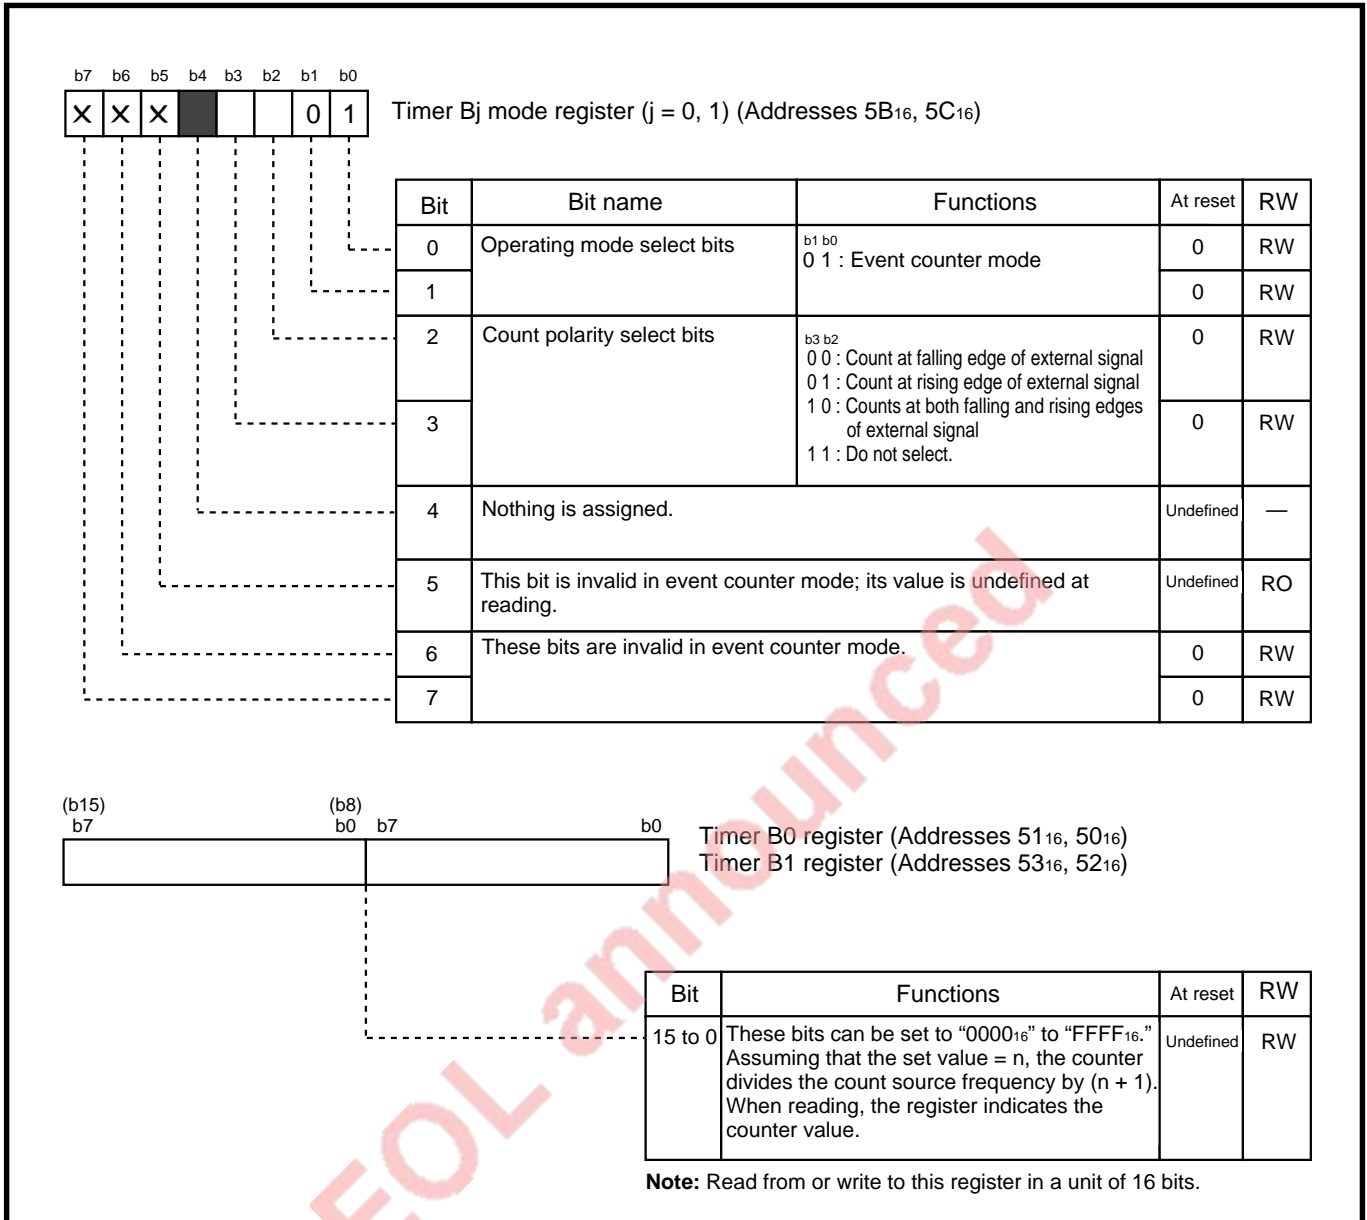 b7 b6 b5 b4 b3 b2 b1 b0
X X X 0 1 Timer Bj mode register (j = 0, 1) (Addresses 5B16, 5C16)
Bit Bit name Functions At reset RW
0 Operating mode select bits b1 b0 0 RW
0 1 : Event counter mode
1 0 RW
2 Count polarity select bits b3 b2 0 RW
0 0 : Count at falling edge of external signal
0 1 : Count at rising edge of external signal
3 1 0 : Counts at both falling and rising edges 0 RW
of external signal
1 1 : Do not select.
4 Nothing is assigned. Undefined —
5 This bit is invalid in event counter mode; its value is undefined at Undefined RO
reading.
6 These bits are invalid in event counter mode. 0 RW
7 0 RW
(b15) (b8)
b7 b0 b7 b0
Timer B0 register (Addresses 5116, 5016)
Timer B1 register (Addresses 5316, 5216)
Bit Functions At reset RW
15 to 0 These bits can be set to “000016” to “FFFF16.” Undefined RW
Assuming that the set value = n, the counter
divides the count source frequency by (n + 1).
When reading, the register indicates the
counter value.
Note: Read from or write to this register in a unit of 16 bits.
EOL announced